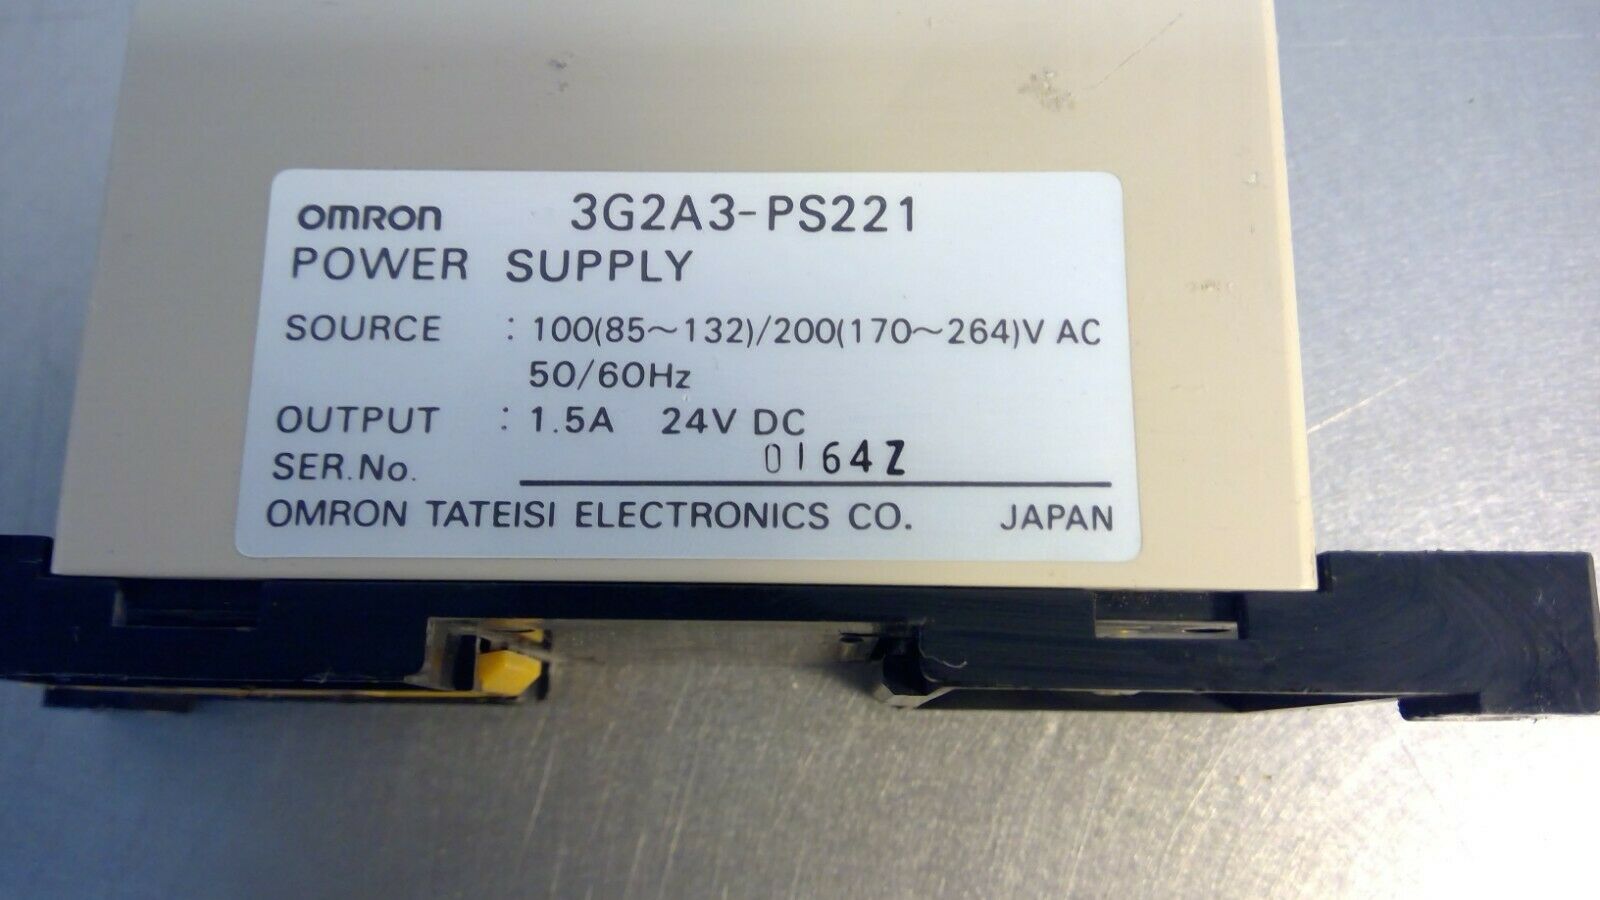 OMRON 3G2A3-PS221
POWER SUPPLY
SOURCE : 100(85~132)/200(170~264)V AC
50/60Hz
OUTPUT : 1.5A 24V DC
SER.No. 0164Z
OMRON TATEISI ELECTRONICS CO. JAPAN